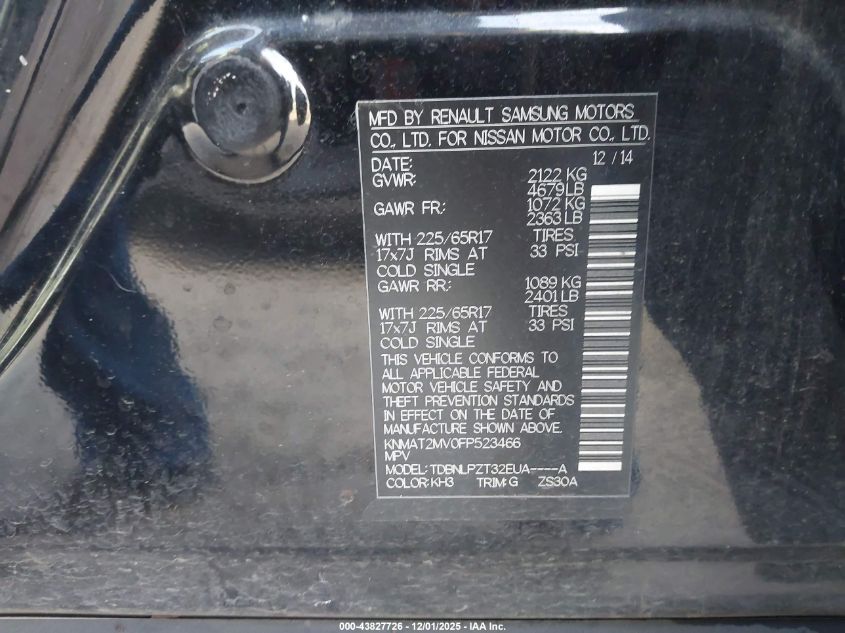 MFD BY RENAULT SAMSUNG MOTORS
CO., LTD. FOR NISSAN MOTOR CO., LTD.
DATE: 12 / 14
GVWR: 2122 KG
4679LB
GAWR FR.: 1072 KG
2363 LB
WITH 225/65R17 TIRES
17x7J RIMS AT 33 PSI
COLD SINGLE
GAWR RR.: 1089 KG
2401 LB
WITH 225/65R17 TIRES
17x7J RIMS AT 33 PSI
COLD SINGLE
THIS VEHICLE CONFORMS TO
ALL APPLICABLE FEDERAL
MOTOR VEHICLE SAFETY AND
THEFT PREVENTION STANDARDS
IN EFFECT ON THE DATE OF
MANUFACTURE SHOWN ABOVE.
KNMAT2MV0FP523466
MPV
MODEL: TDBNLPZT32EUA----A
COLOR: KH3 TRIM: G ZS30A
000-43827726 - 12/01/2025 - IAA Inc.